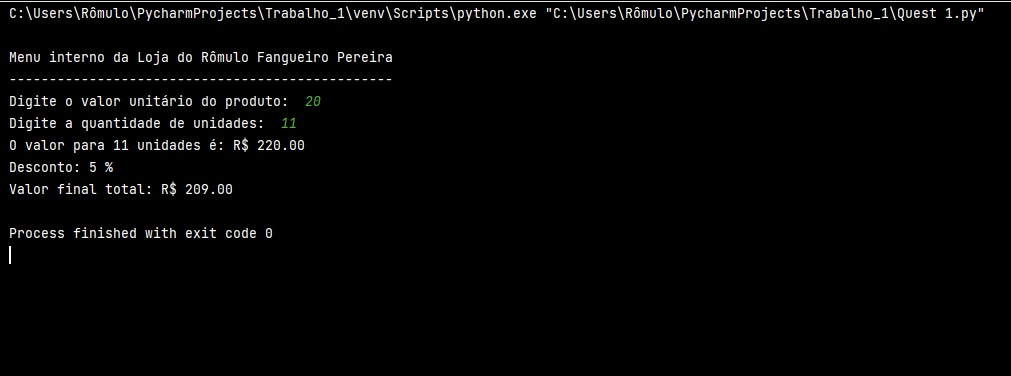 C:\Users\Rômulo\PycharmProjects\Trabalho_1\venv\Scripts\python.exe "C:\Users\Rômulo\PycharmProjects\Trabalho_1\Quest 1.py"
Menu interno da Loja do Rômulo Fangueiro Pereira
------------------------------------------------
Digite o valor unitário do produto:  20
Digite a quantidade de unidades:  11
O valor para 11 unidades é: R$ 220.00
Desconto: 5 %
Valor final total: R$ 209.00
Process finished with exit code 0